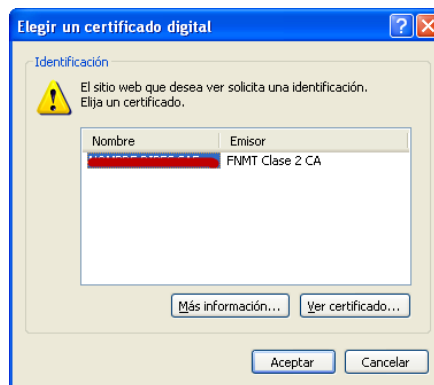 Elegir un certificado digital
Identificación
El sitio web que desea ver solicita una identificación.
Elija un certificado.
Nombre Emisor
FNMT Clase 2 CA
Más información... Ver certificado...
Aceptar Cancelar